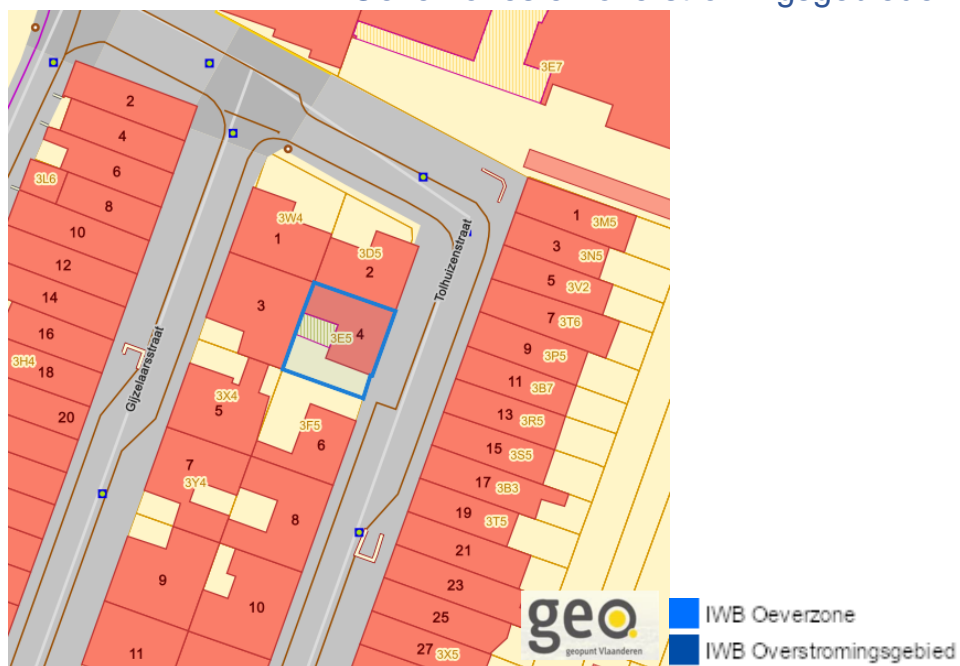 3E7
2
4
6
3L6
8
10
12
14
16
3H4
18
20
Gijzelaarsstraat
3W4
1
3D5
2
3
3E5
4
3X4
5
3F5
6
7
3Y4
8
9
10
11
Tolhuizenstraat
1
3M5
3
3N5
5
3V2
7
3T6
9
3P5
11
3B7
13
3R5
15
3S5
17
3B3
19
3T5
21
23
25
27
3X5
geo.
geopunt Vlaanderen
IWB Oeverzone
IWB Overstromingsgebied